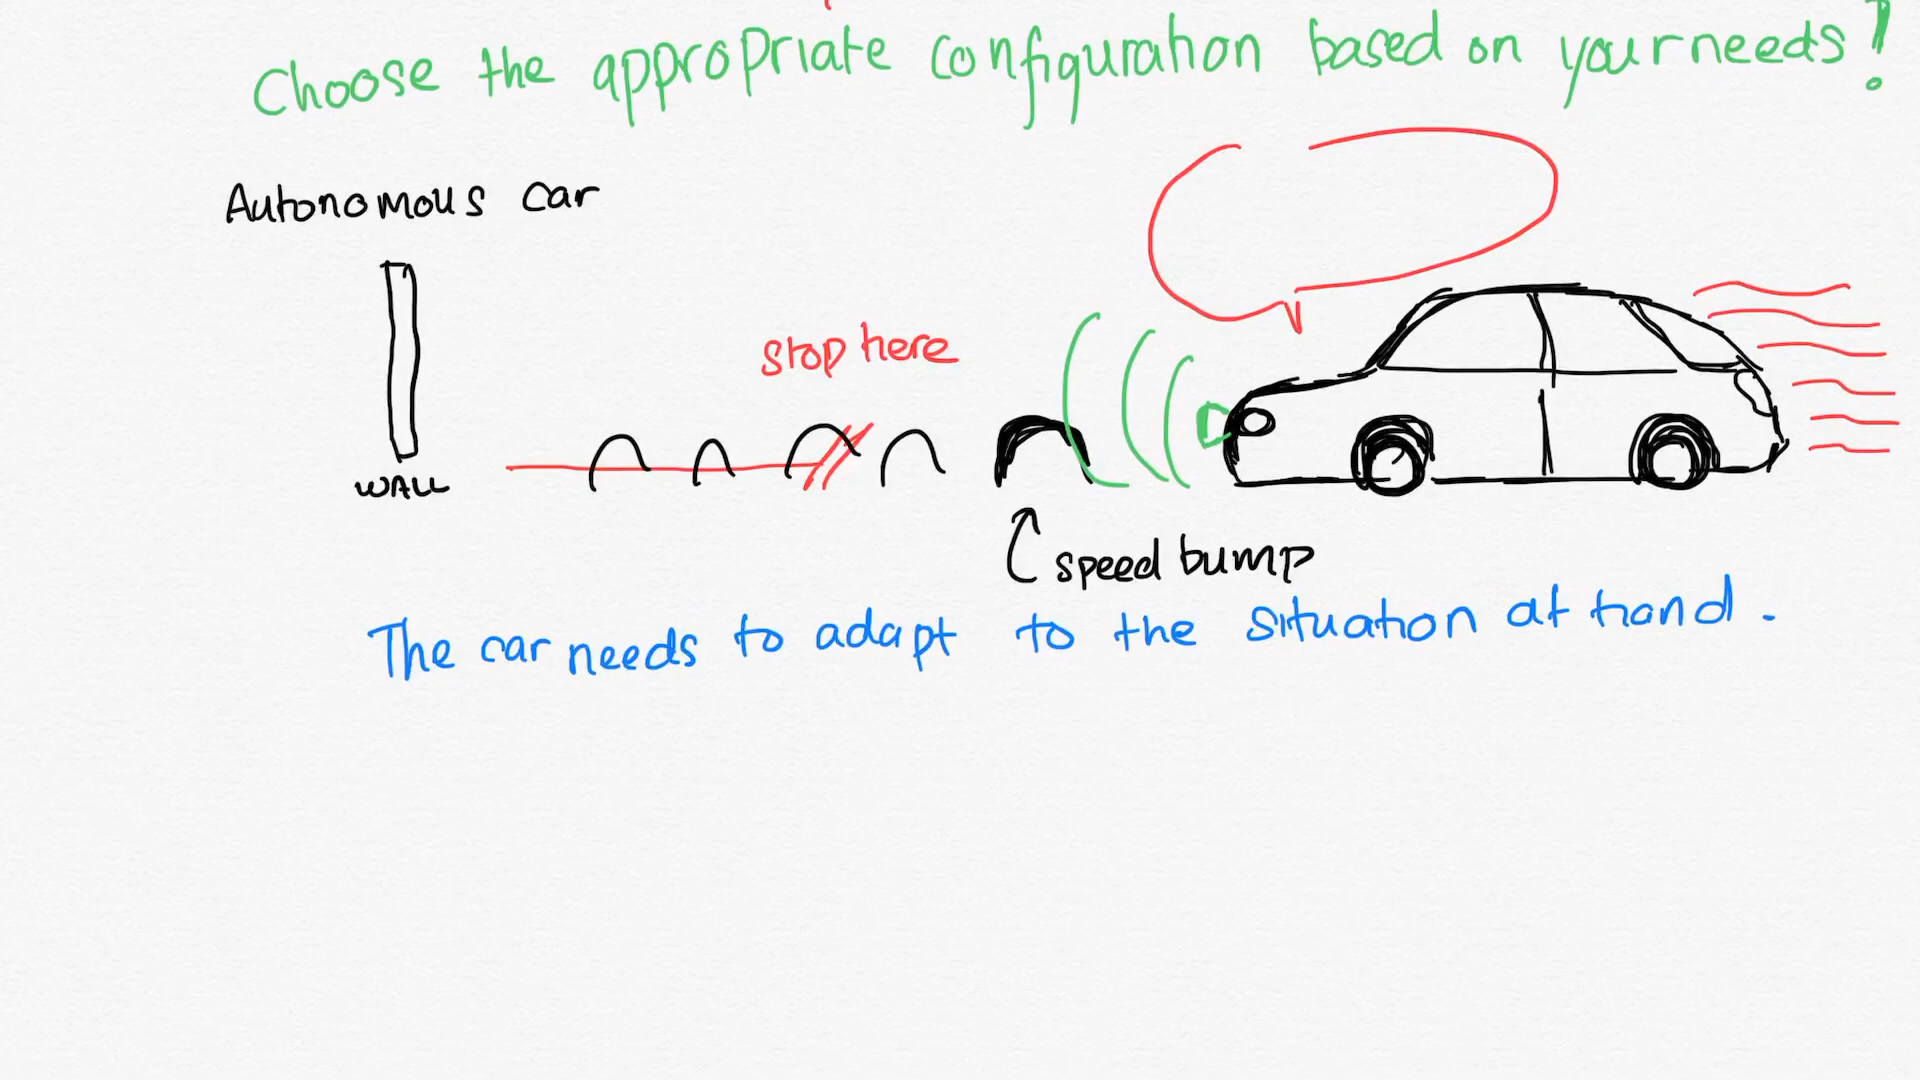 Choose the appropriate configuration based on your needs!
Autonomous car
stop here
WALL
speed bump
The car needs to adapt to the situation at hand.